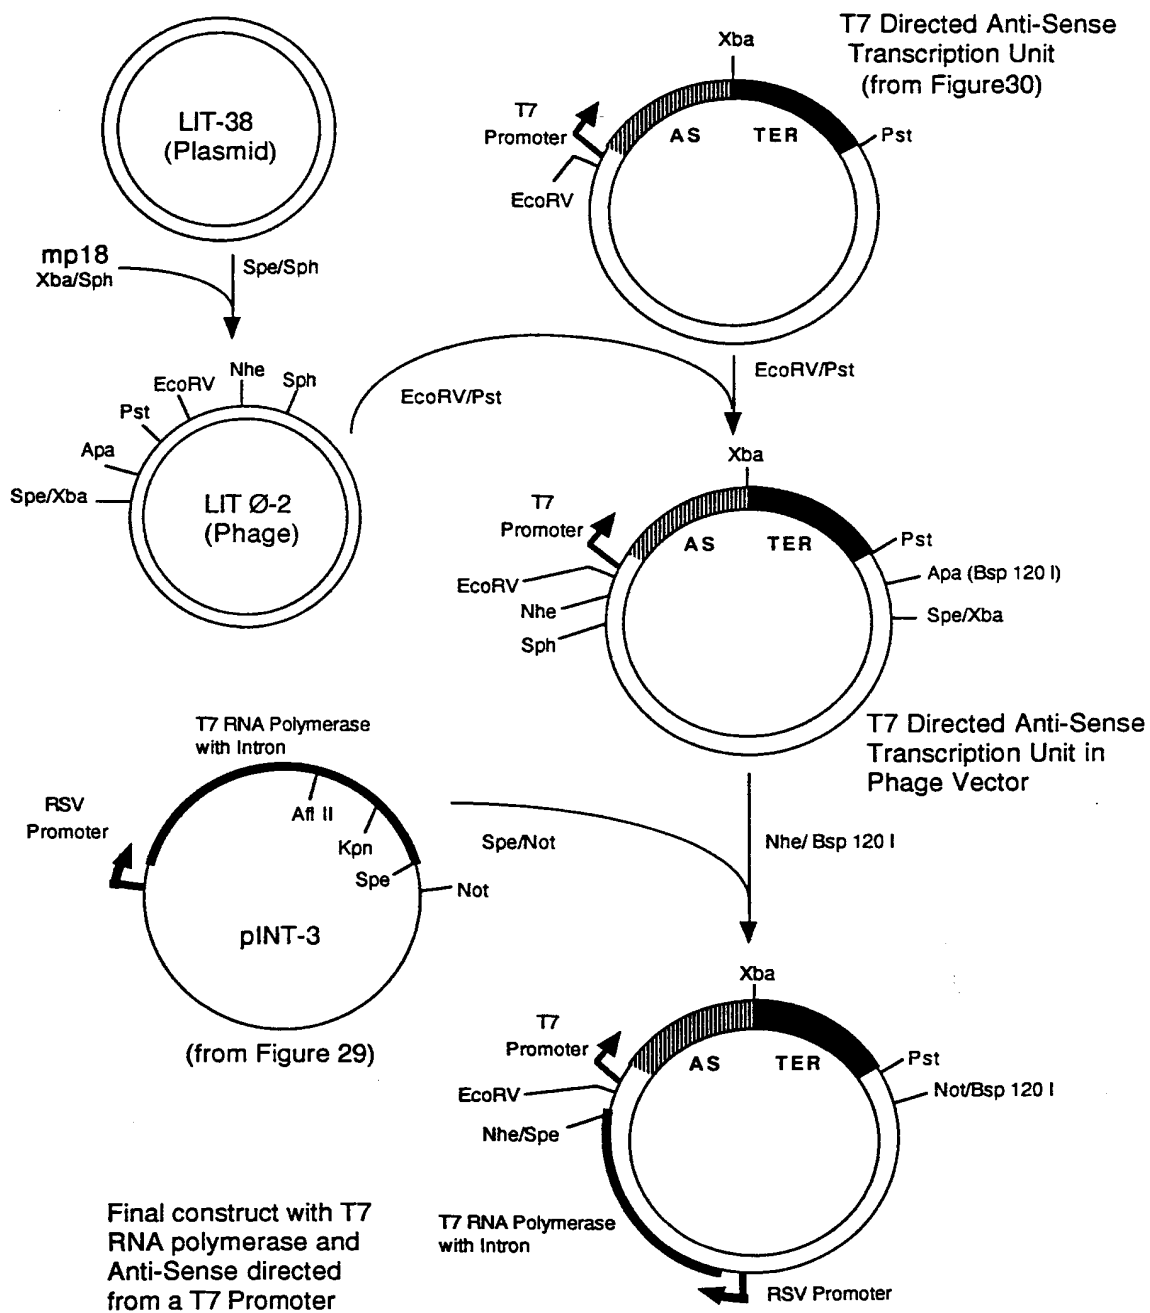 T7 Directed Anti-Sense
Transcription Unit
(from Figure30)
LIT-38
(Plasmid)
mp18
Xba/Sph
Spe/Sph
Xba
T7
Promoter
AS
TER
Pst
EcoRV
EcoRV/Pst
EcoRV/Pst
Nhe
Sph
EcoRV
Pst
Apa
Spe/Xba
LIT Ø-2
(Phage)
Xba
T7
Promoter
AS
TER
Pst
Apa (Bsp 120 I)
Spe/Xba
EcoRV
Nhe
Sph
T7 Directed Anti-Sense
Transcription Unit in
Phage Vector
T7 RNA Polymerase
with Intron
RSV
Promoter
Afl II
Kpn
Spe
Not
pINT-3
(from Figure 29)
Spe/Not
Nhe/ Bsp 120 I
Xba
T7
Promoter
AS
TER
Pst
Not/Bsp 120 I
EcoRV
Nhe/Spe
T7 RNA Polymerase
with Intron
RSV Promoter
Final construct with T7
RNA polymerase and
Anti-Sense directed
from a T7 Promoter